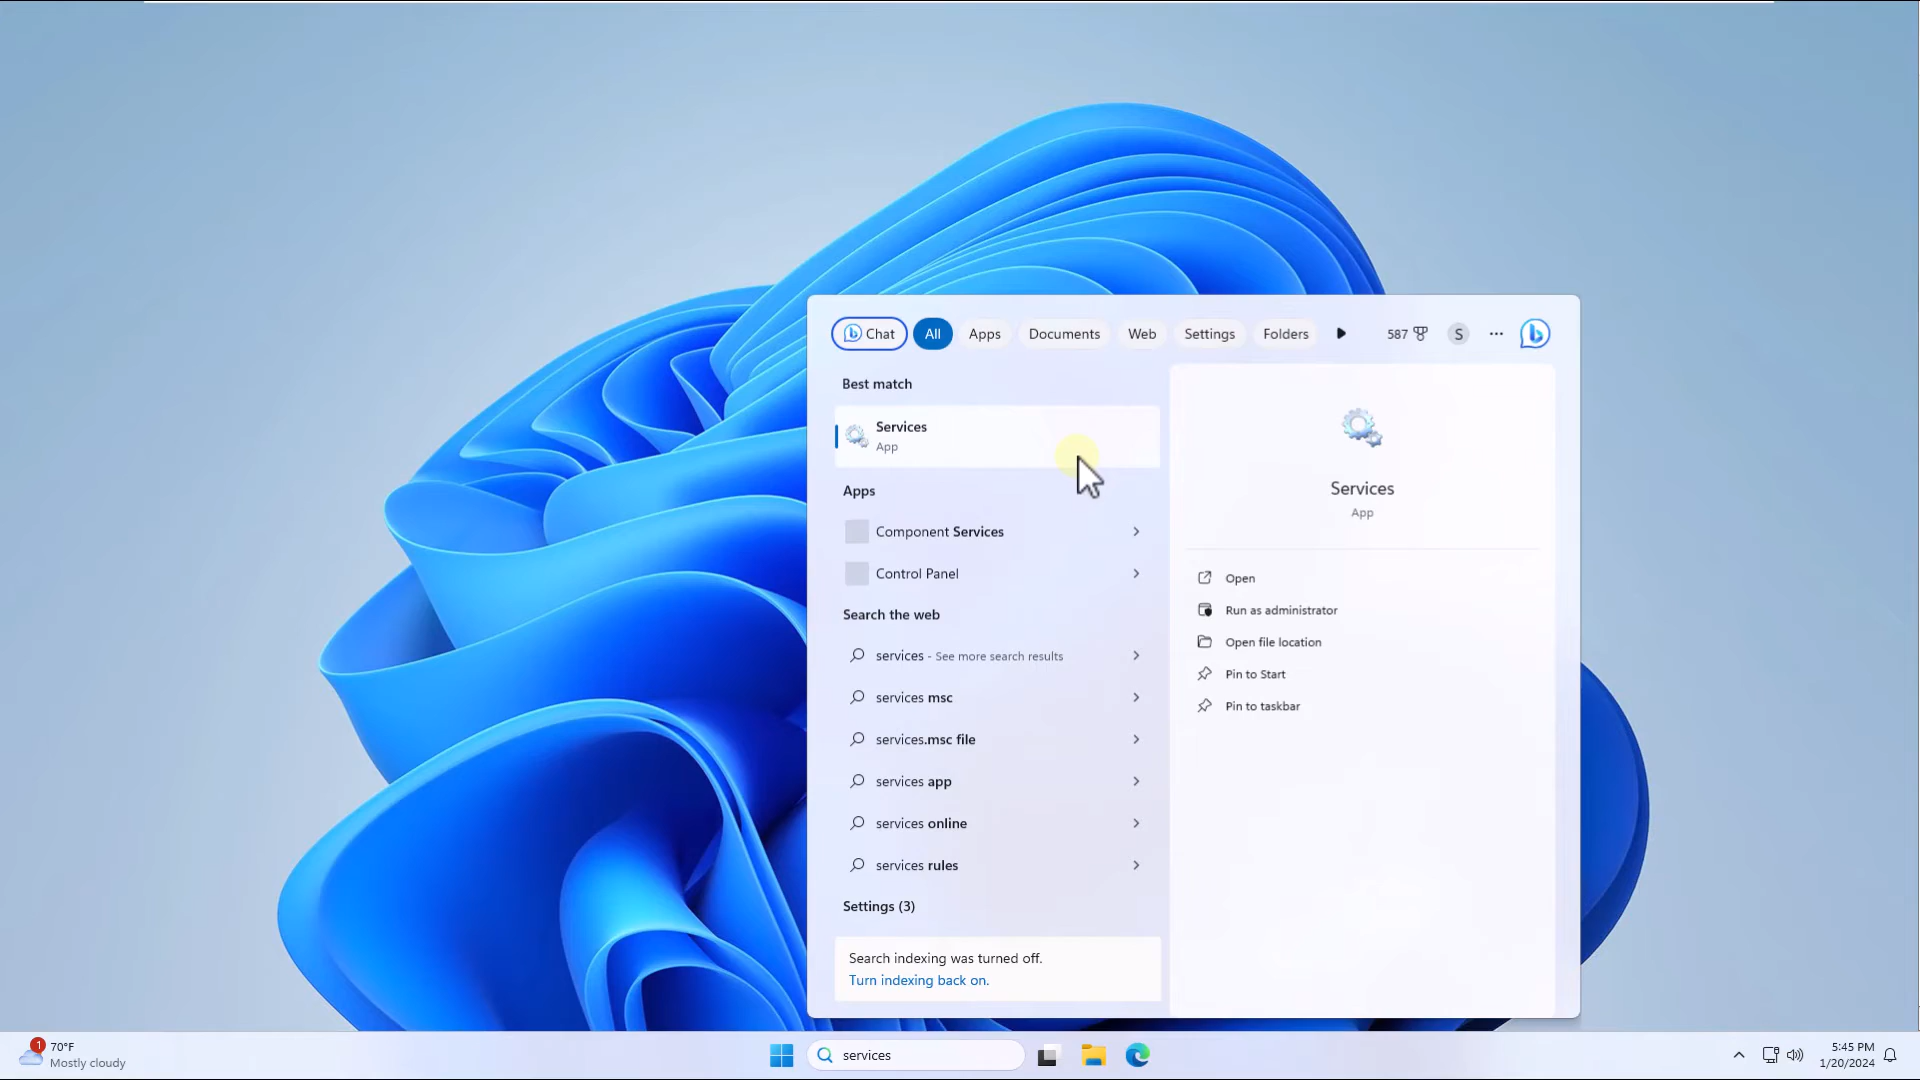 Chat All Apps Documents Web Settings Folders 587 S ...
Best match
Services
App
Apps
Component Services
Control Panel
Search the web
services - See more search results
services msc
services.msc file
services app
services online
services rules
Settings (3)
Search indexing was turned off.
Turn indexing back on.
Services
App
Open
Run as administrator
Open file location
Pin to Start
Pin to taskbar
1
70°F
Mostly cloudy
services
5:45 PM
1/20/2024